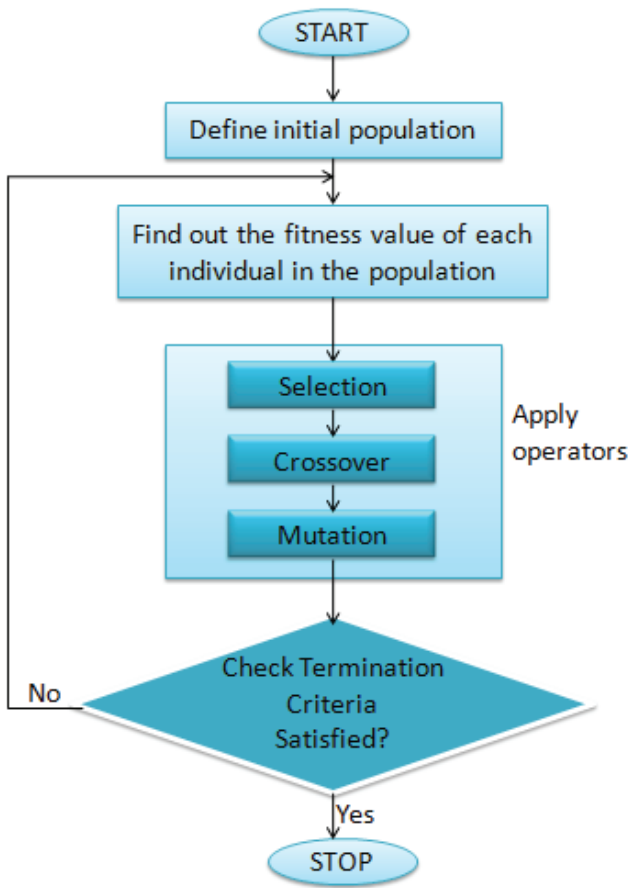 START
Define initial population
Find out the fitness value of each
individual in the population
Selection
Crossover
Mutation
Apply
operators
Check Termination
Criteria
Satisfied?
No
Yes
STOP